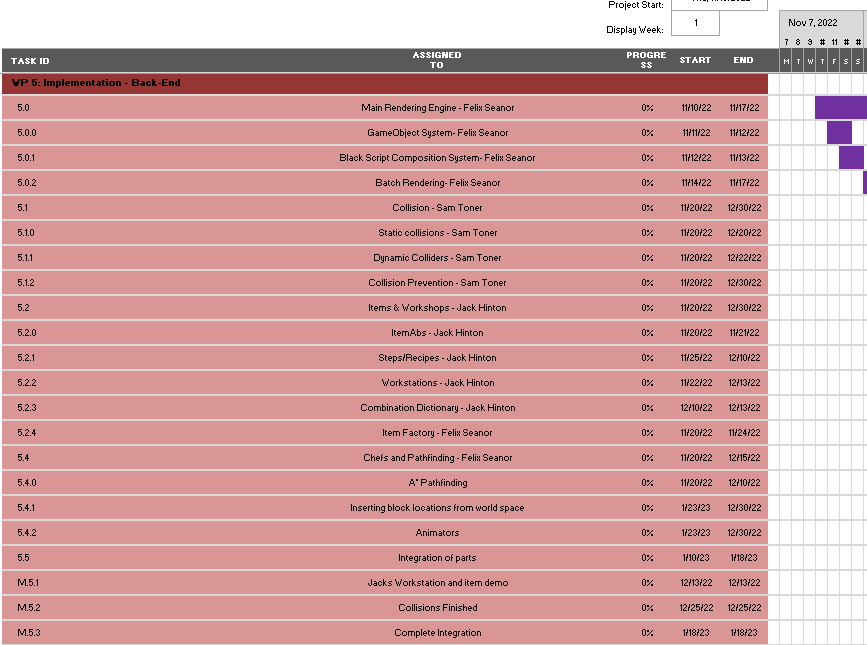 Project Start:
Display Week: 1
Nov 7, 2022
7 8 9 # 11 # #
TASK ID ASSIGNED TO PROGRESS START END M T W T F S S
WP 5: Implementation - Back-End
5.0 Main Rendering Engine - Felix Seanor 0% 11/10/22 11/17/22
5.0.0 GameObject System- Felix Seanor 0% 11/11/22 11/12/22
5.0.1 Black Script Composition System- Felix Seanor 0% 11/12/22 11/13/22
5.0.2 Batch Rendering- Felix Seanor 0% 11/14/22 11/17/22
5.1 Collision - Sam Toner 0% 11/20/22 12/30/22
5.1.0 Static collisions - Sam Toner 0% 11/20/22 12/20/22
5.1.1 Dynamic Colliders - Sam Toner 0% 11/20/22 12/22/22
5.1.2 Collision Prevention - Sam Toner 0% 11/20/22 12/30/22
5.2 Items & Workshops - Jack Hinton 0% 11/20/22 12/30/22
5.2.0 ItemAbs - Jack Hinton 0% 11/20/22 11/21/22
5.2.1 Steps/Recipes - Jack Hinton 0% 11/25/22 12/10/22
5.2.2 Workstations - Jack Hinton 0% 11/22/22 12/13/22
5.2.3 Combination Dictionary - Jack Hinton 0% 12/10/22 12/13/22
5.2.4 Item Factory - Felix Seanor 0% 11/20/22 11/24/22
5.4 Chefs and Pathfinding - Felix Seanor 0% 11/20/22 12/15/22
5.4.0 A* Pathfinding 0% 11/20/22 12/10/22
5.4.1 Inserting block locations from world space 0% 1/23/23 12/30/22
5.4.2 Animators 0% 1/23/23 12/30/22
5.5 Integration of parts 0% 1/10/23 1/18/23
M.5.1 Jacks Workstation and item demo 0% 12/13/22 12/13/22
M.5.2 Collisions Finished 0% 12/25/22 12/25/22
M.5.3 Complete Integration 0% 1/18/23 1/18/23